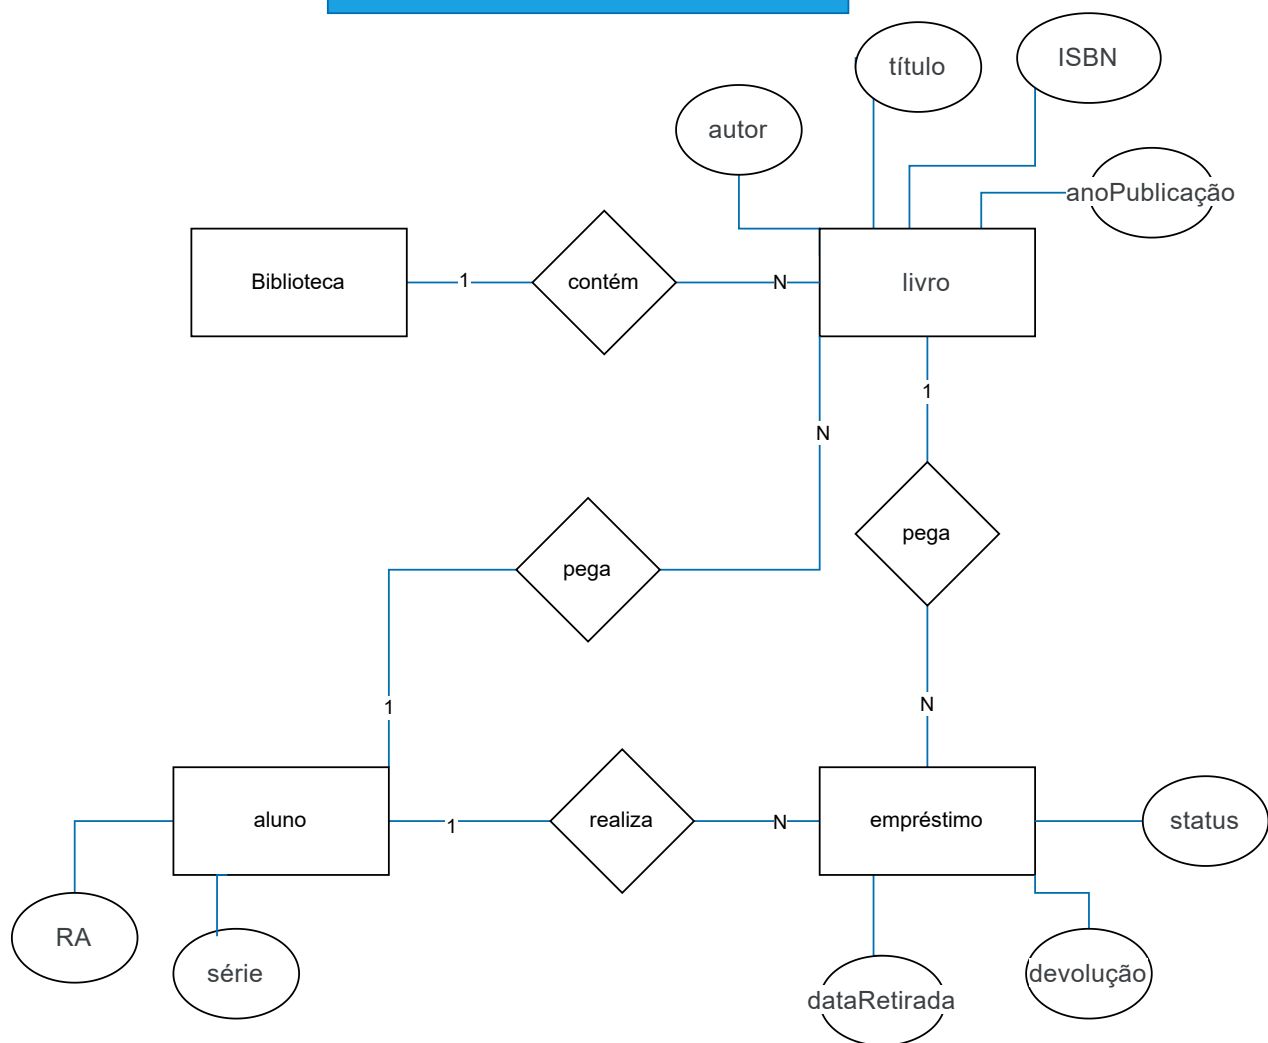 título
ISBN
autor
anoPublicação
Biblioteca
1
contém
N
livro
1
N
pega
pega
1
N
aluno
1
realiza
N
empréstimo
status
RA
série
dataRetirada
devolução